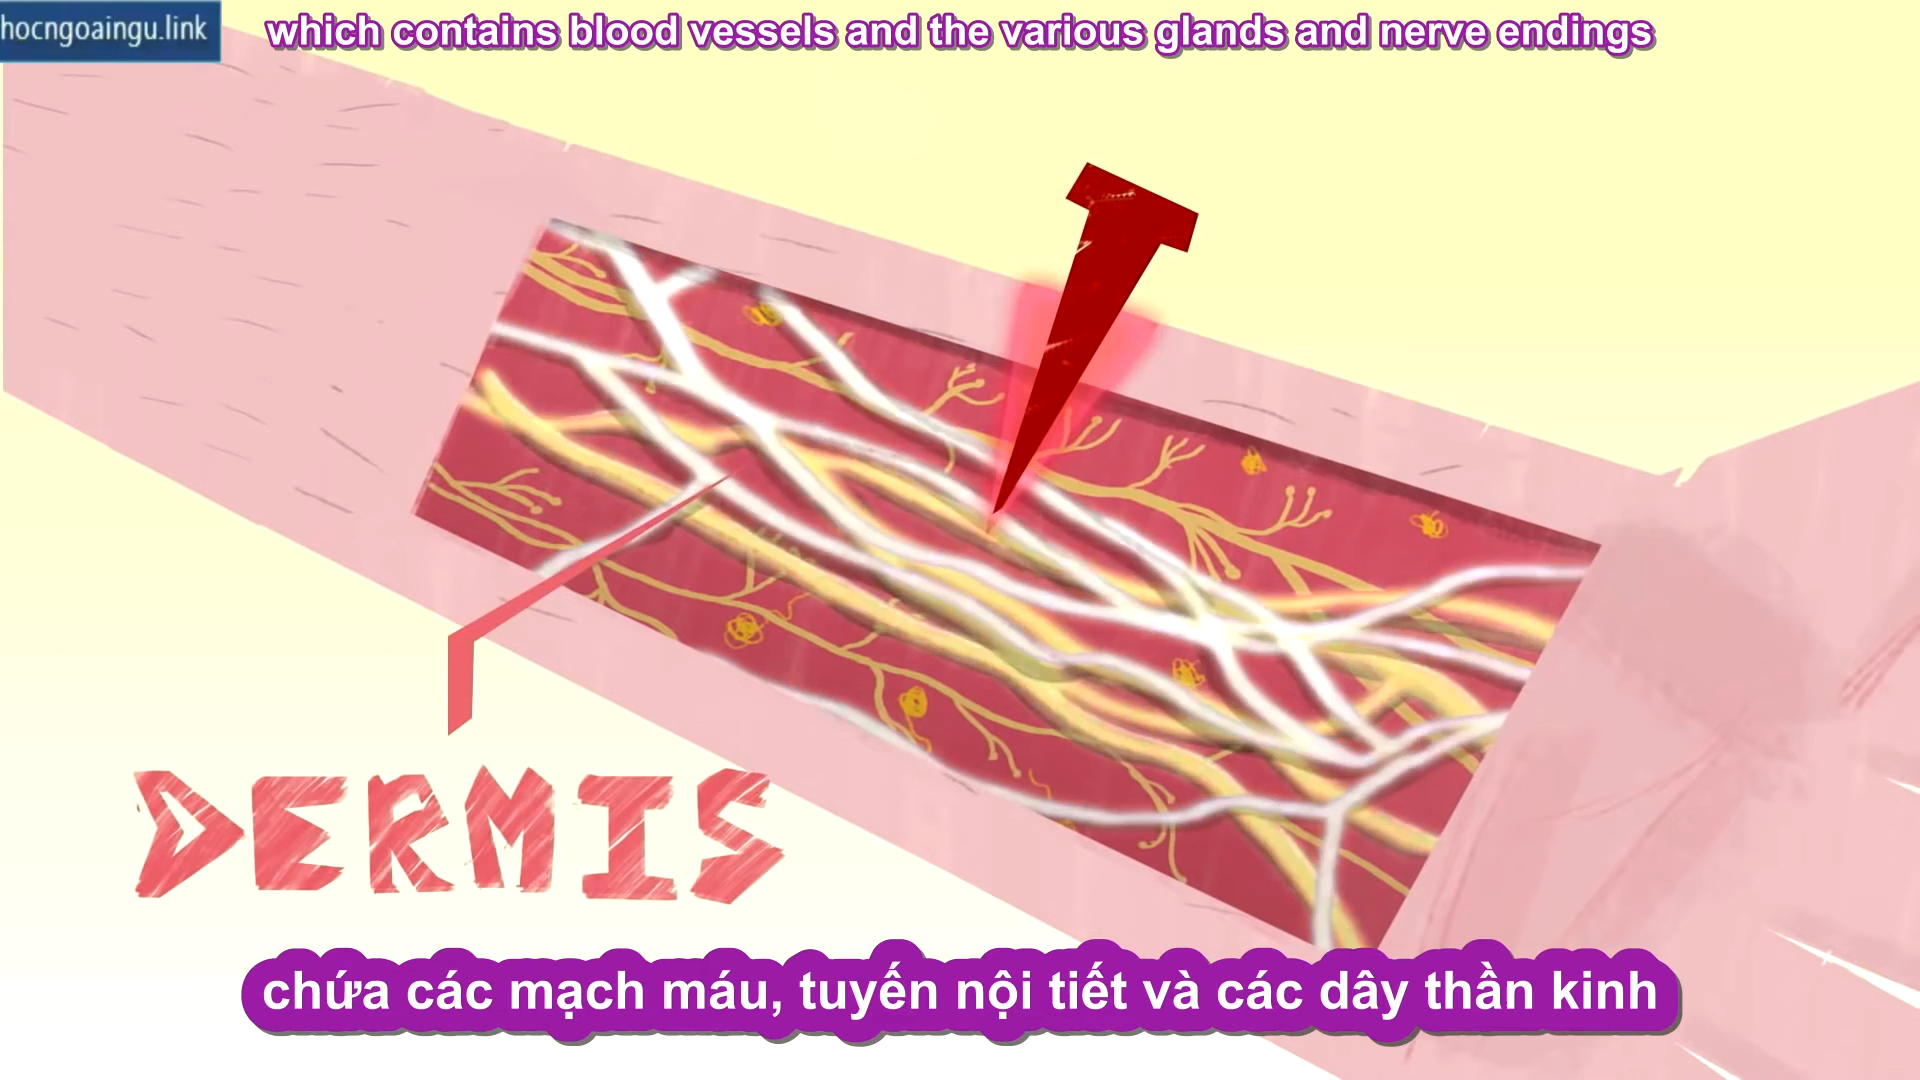 hocngoaingu.link
which contains blood vessels and the various glands and nerve endings
DERMIS
chứa các mạch máu, tuyến nội tiết và các dây thần kinh